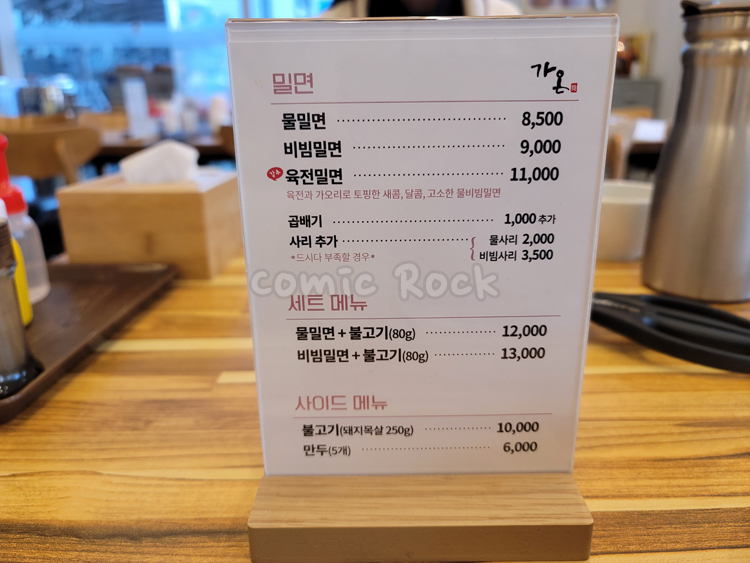 밀면
가온
물밀면 8,500
비빔밀면 9,000
육전밀면 11,000
육전과 가오리로 토핑한 새콤, 달콤, 고소한 물비빔밀면
곱배기 1,000 추가
사리 추가 물사리 2,000
*드시다 부족할 경우* 비빔사리 3,500
comic Rock
세트 메뉴
물밀면 + 불고기(80g) 12,000
비빔밀면 + 불고기(80g) 13,000
사이드 메뉴
불고기(돼지목살 250g) 10,000
만두(5개) 6,000